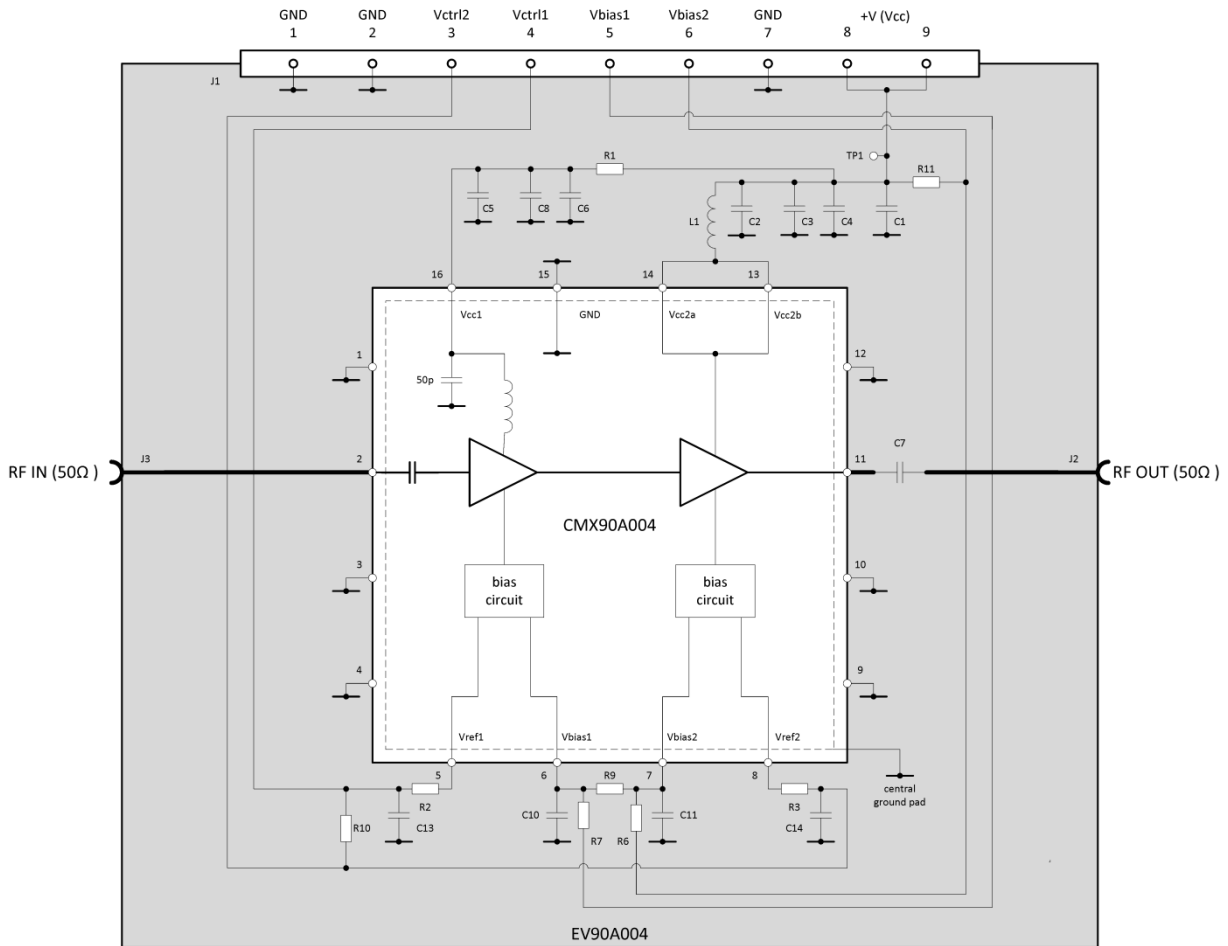 GND GND Vctrl2 Vctrl1 Vbias1 Vbias2 GND +V (Vcc)
1 2 3 4 5 6 7 8 9
J1
TP1
R1
R11
C5 C8 C6
L1 C2 C3 C4 C1
16 15 14 13
Vcc1 GND Vcc2a Vcc2b
1
12
50p
RF IN (50Ω )
J3
2
11
C7
J2
RF OUT (50Ω )
CMX90A004
3
bias circuit
bias circuit
10
4
9
Vref1 Vbias1 Vbias2 Vref2
5 6 7 8
R9
central
ground pad
R2
R3
R10
C13
C10
R7
R6
C11
C14
EV90A004